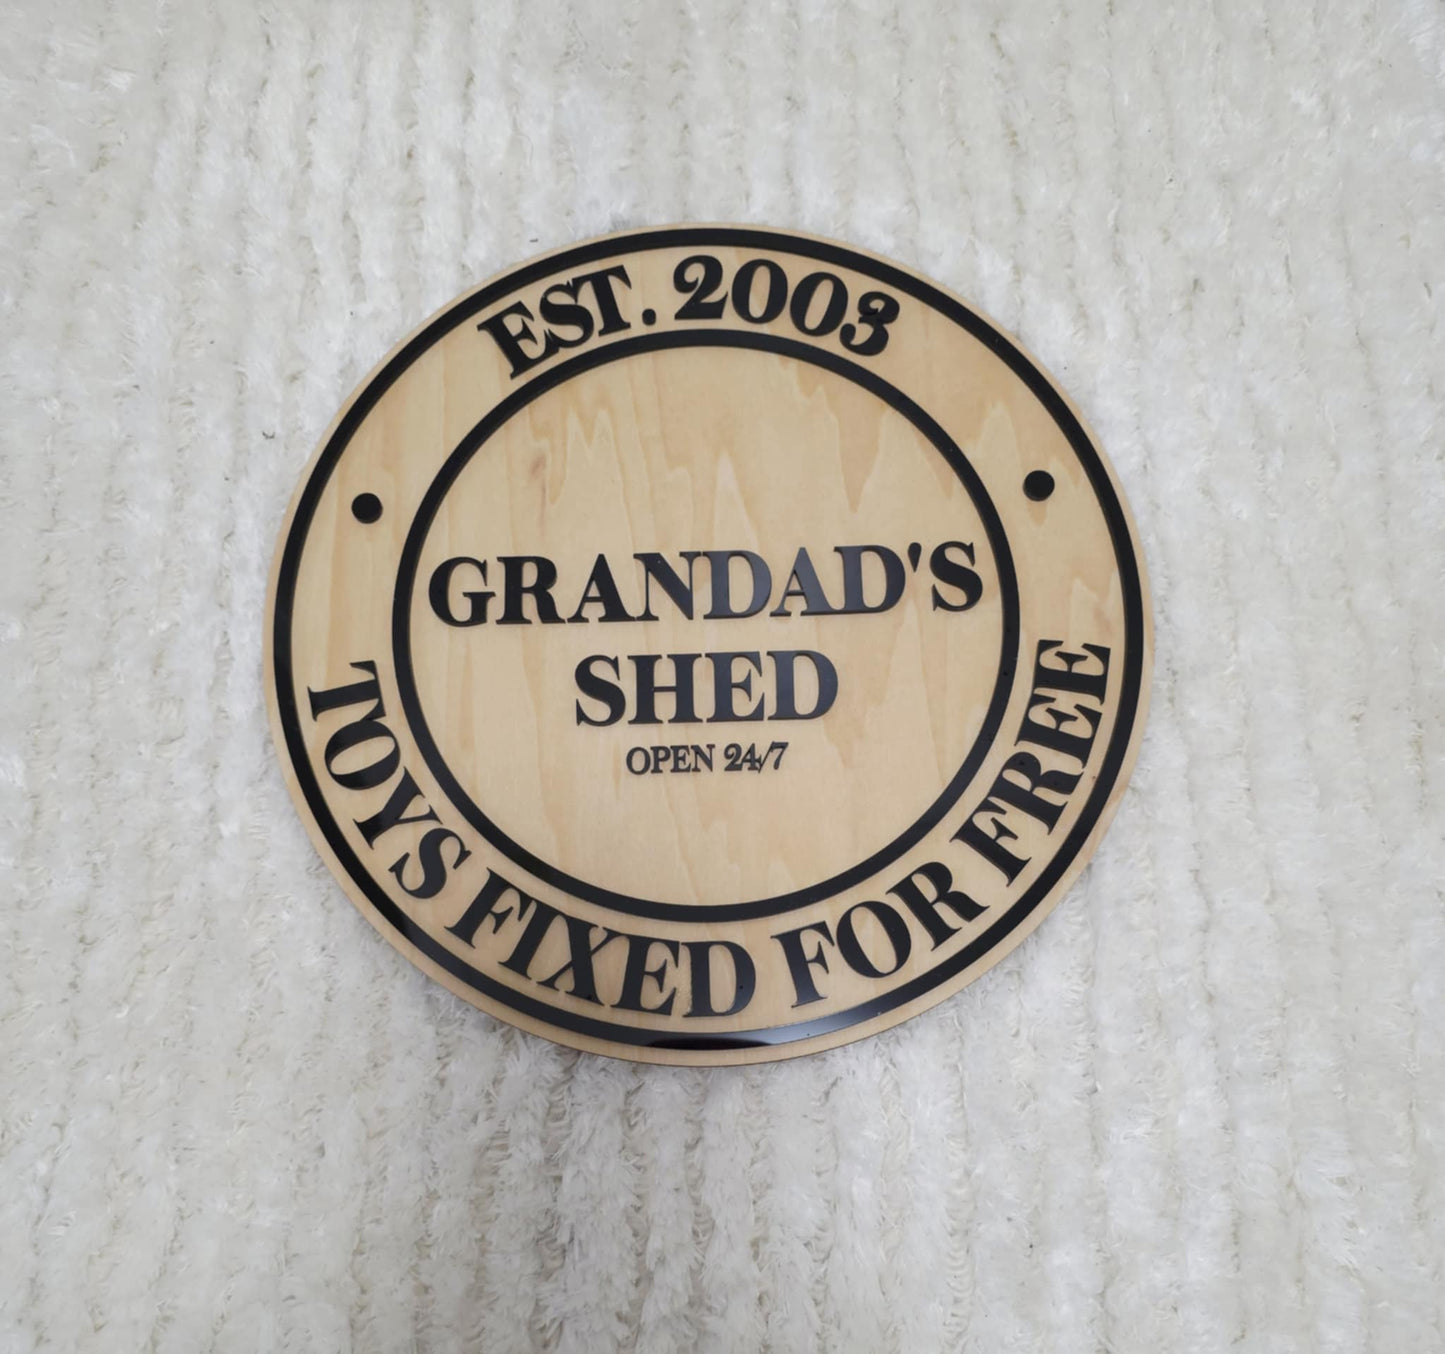 EST. 2003
GRANDAD'S
SHED
OPEN 24/7
TOYS FIXED FOR FREE